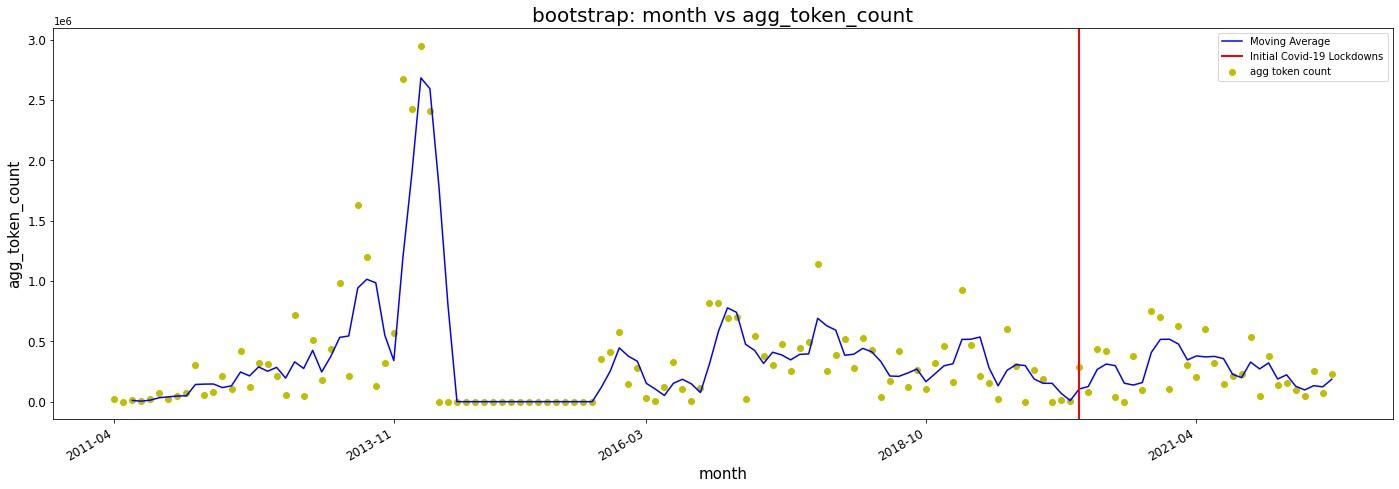 bootstrap: month vs agg_token_count
1e6
3.0
2.5
2.0
1.5
1.0
0.5
0.0
agg_token_count
Moving Average
Initial Covid-19 Lockdowns
agg token count
2011-04
2013-11
2016-03
2018-10
2021-04
month